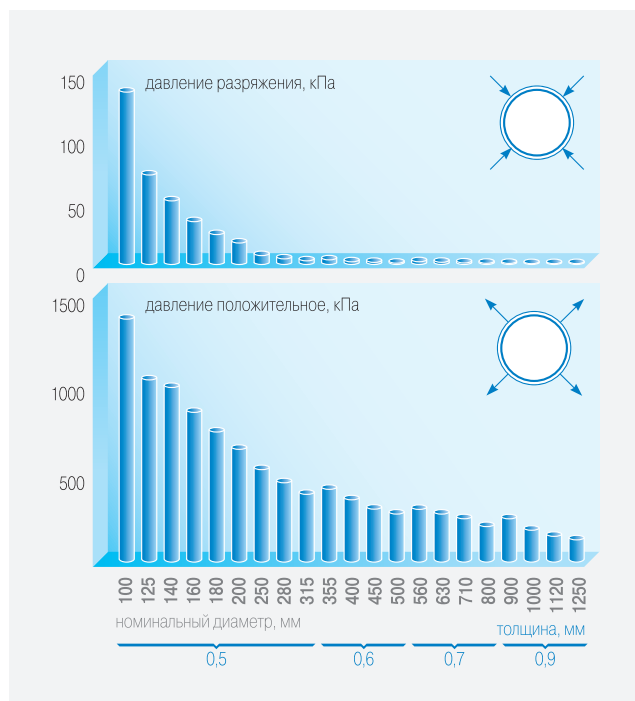 давление разряжения, кПа
150
100
50
0
давление положительное, кПа
1500
1000
500
100 125 140 160 180 200 250 280 315 355 400 450 500 560 630 710 800 900 1000 1120 1250
номинальный диаметр, мм
толщина, мм
0,5 0,6 0,7 0,9